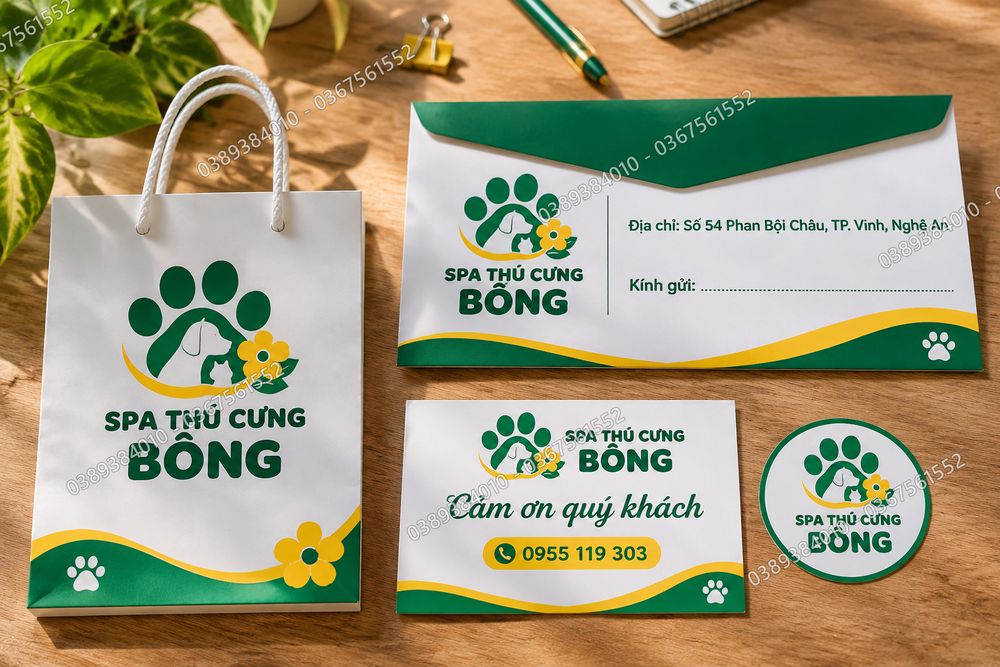 0367561552
0389384010 - 0367561552
0389384010 - 0367561552
SPA THÚ CƯNG
BÔNG
Địa chỉ: Số 54 Phan Bội Châu, TP. Vinh, Nghệ An
Kính gửi: ................................................
0389384010
SPA THÚ CƯNG
BÔNG
0389384010 - 0367561552
SPA THÚ CƯNG
BÔNG
Cảm ơn quý khách
0955 119 303
0389384010 - 0367561552
SPA THÚ CƯNG
BÔNG
0389384010 - 0367561552